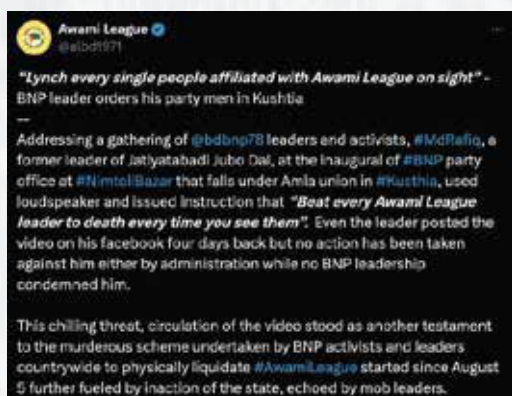 Awami League
@albd1971
"Lynch every single people affiliated with Awami League on sight" -
BNP leader orders his party men in Kushtia
—
Addressing a gathering of @bdbnp78 leaders and activists, #MdRafiq, a
former leader of Jatiyatabadi Jubo Dal, at the inaugural of #BNP party
office at #NimtoliBazar that falls under Amla union in #Kusthia, used
loudspeaker and issued instruction that "Beat every Awami League
leader to death every time you see them". Even the leader posted the
video on his facebook four days back but no action has been taken
against him either by administration while no BNP leadership
condemned him.
This chilling threat, circulation of the video stood as another testament
to the murderous scheme undertaken by BNP activists and leaders
countrywide to physically liquidate #AwamiLeague started since August
5 further fueled by inaction of the state, echoed by mob leaders.